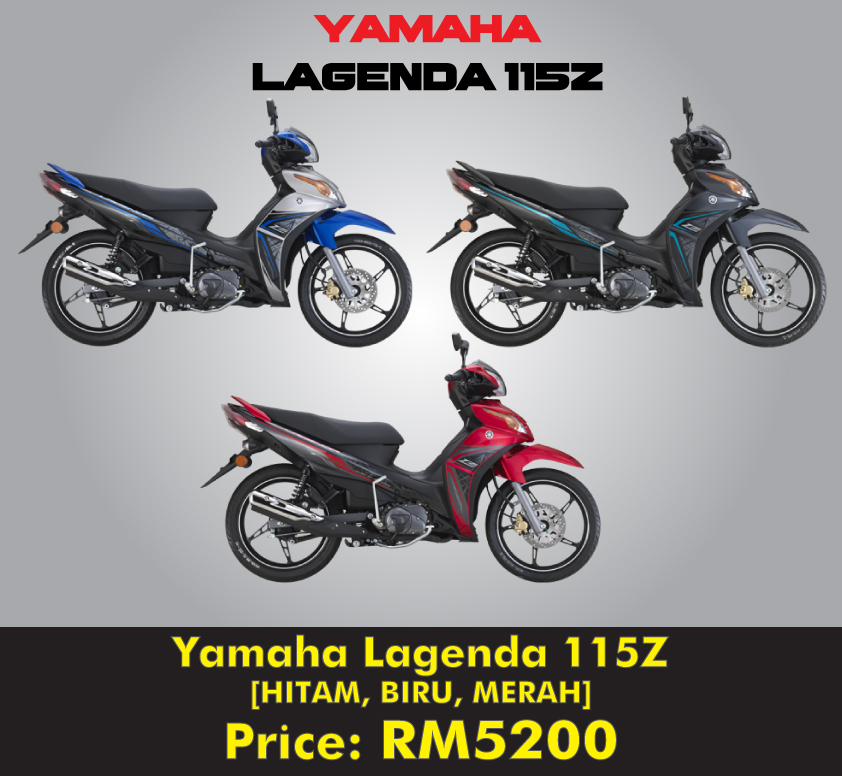 YAMAHA
LAGENDA 115Z
Yamaha Lagenda 115Z
[HITAM, BIRU, MERAH]
Price: RM5200